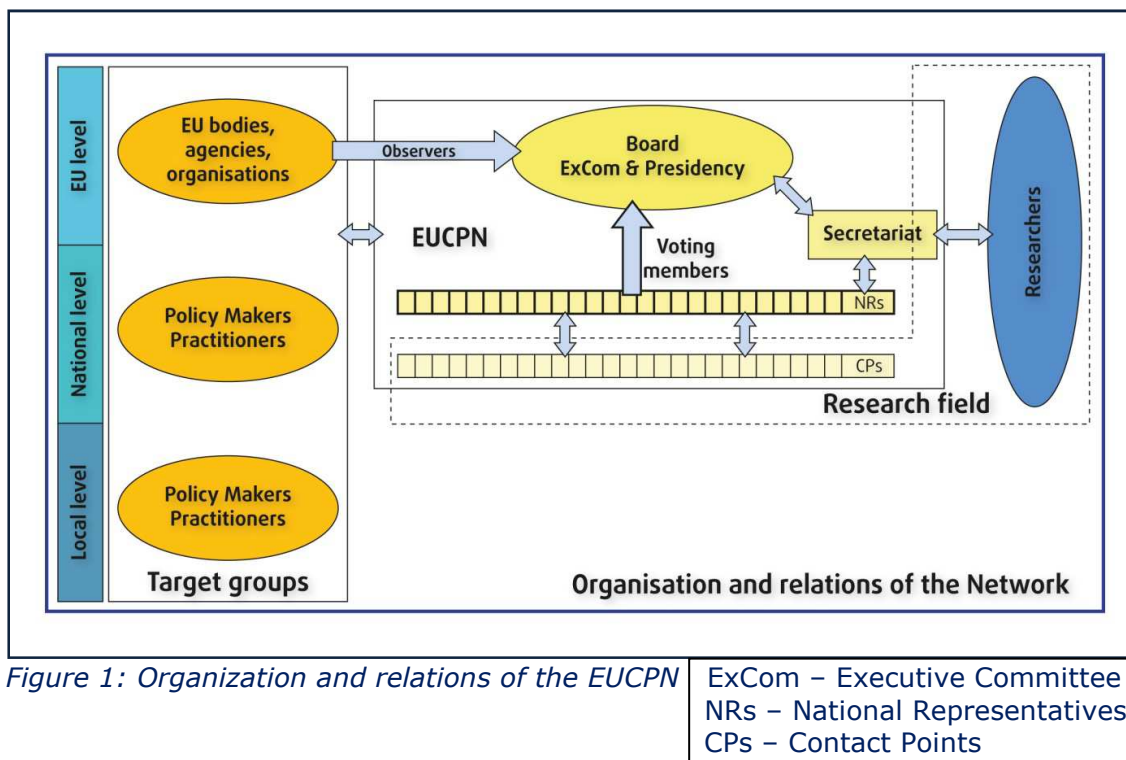 EU level
National level
Local level
EU bodies,
agencies,
organisations
Policy Makers
Practitioners
Policy Makers
Practitioners
Target groups
Observers
Board
ExCom & Presidency
EUCPN
Voting
members
Secretariat
NRs
CPs
Research field
Researchers
Organisation and relations of the Network
Figure 1: Organization and relations of the EUCPN
ExCom – Executive Committee
NRs – National Representatives
CPs – Contact Points